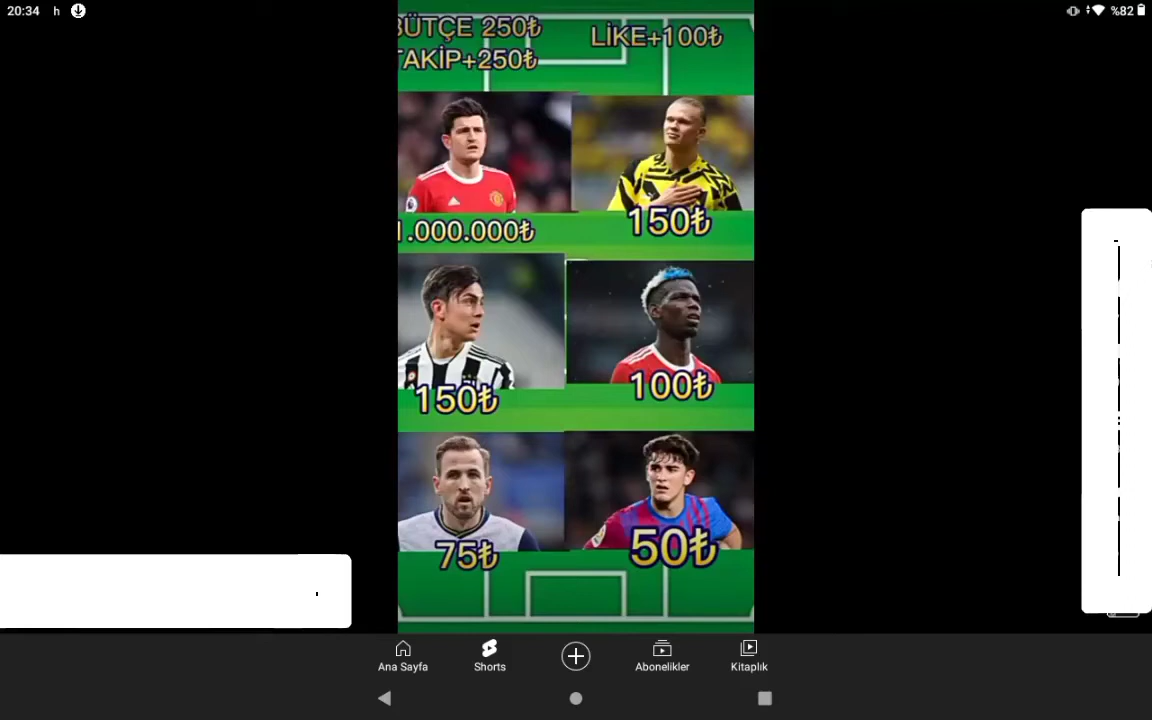 20:34 h
%82
BÜTÇE 250₺
LİKE+100₺
TAKİP+250₺
1.000.000₺
150₺
150₺
100₺
75₺
50₺
Ana Sayfa
Shorts
Abonelikler
Kitaplık